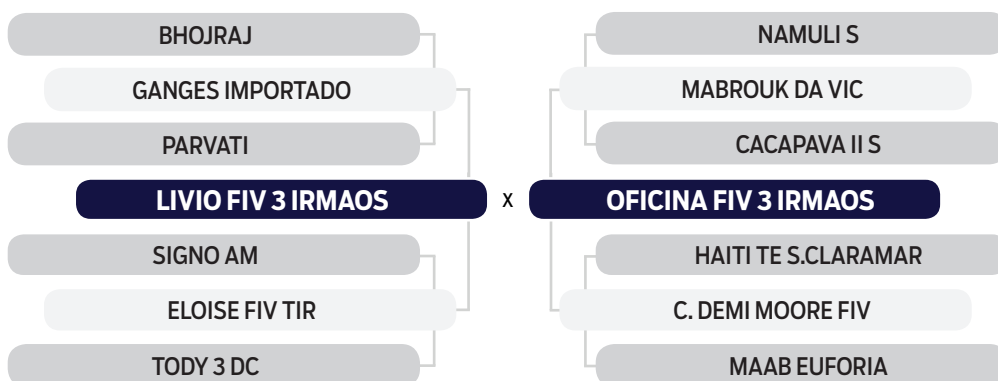 BHOJRAJ
GANGES IMPORTADO
PARVATI
LIVIO FIV 3 IRMAOS
SIGNO AM
ELOISE FIV TIR
TODY 3 DC
x
NAMULI S
MABROUK DA VIC
CACAPAVA II S
OFICINA FIV 3 IRMAOS
HAITI TE S.CLARAMAR
C. DEMI MOORE FIV
MAAB EUFORIA